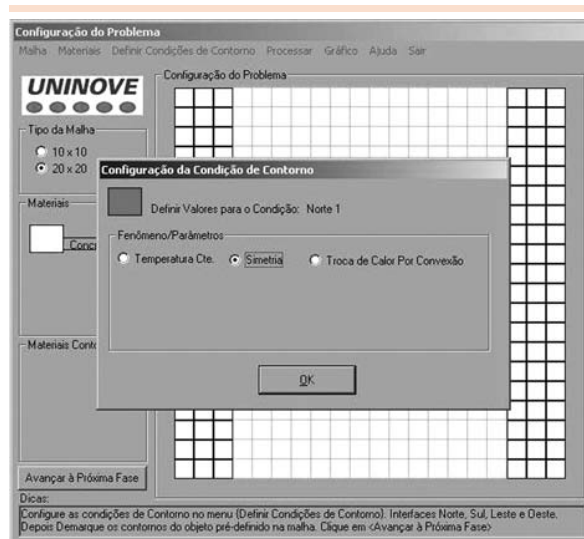 Configuração do Problema
Malha Materiais Definir Condições de Contorno Processar Gráfico Ajuda Sair
UNINOVE
Configuração do Problema
Tipo da Malha
10 x 10
20 x 20
Configuração da Condição de Contorno
Definir Valores para o Condição: Norte 1
Materiais
Fenômeno/Parâmetros
Temperatura Cte. Simetria Troca de Calor Por Convexão
Materiais
OK
Avançar à Próxima Fase
Dicas:
Configure as condições de Contorno no menu (Definir Condições de Contorno). Interfaces Norte, Sul, Leste e Oeste.
Depois Demarque os contornos do objeto pré-definido na malha. Clique em <Avançar à Próxima Fase>